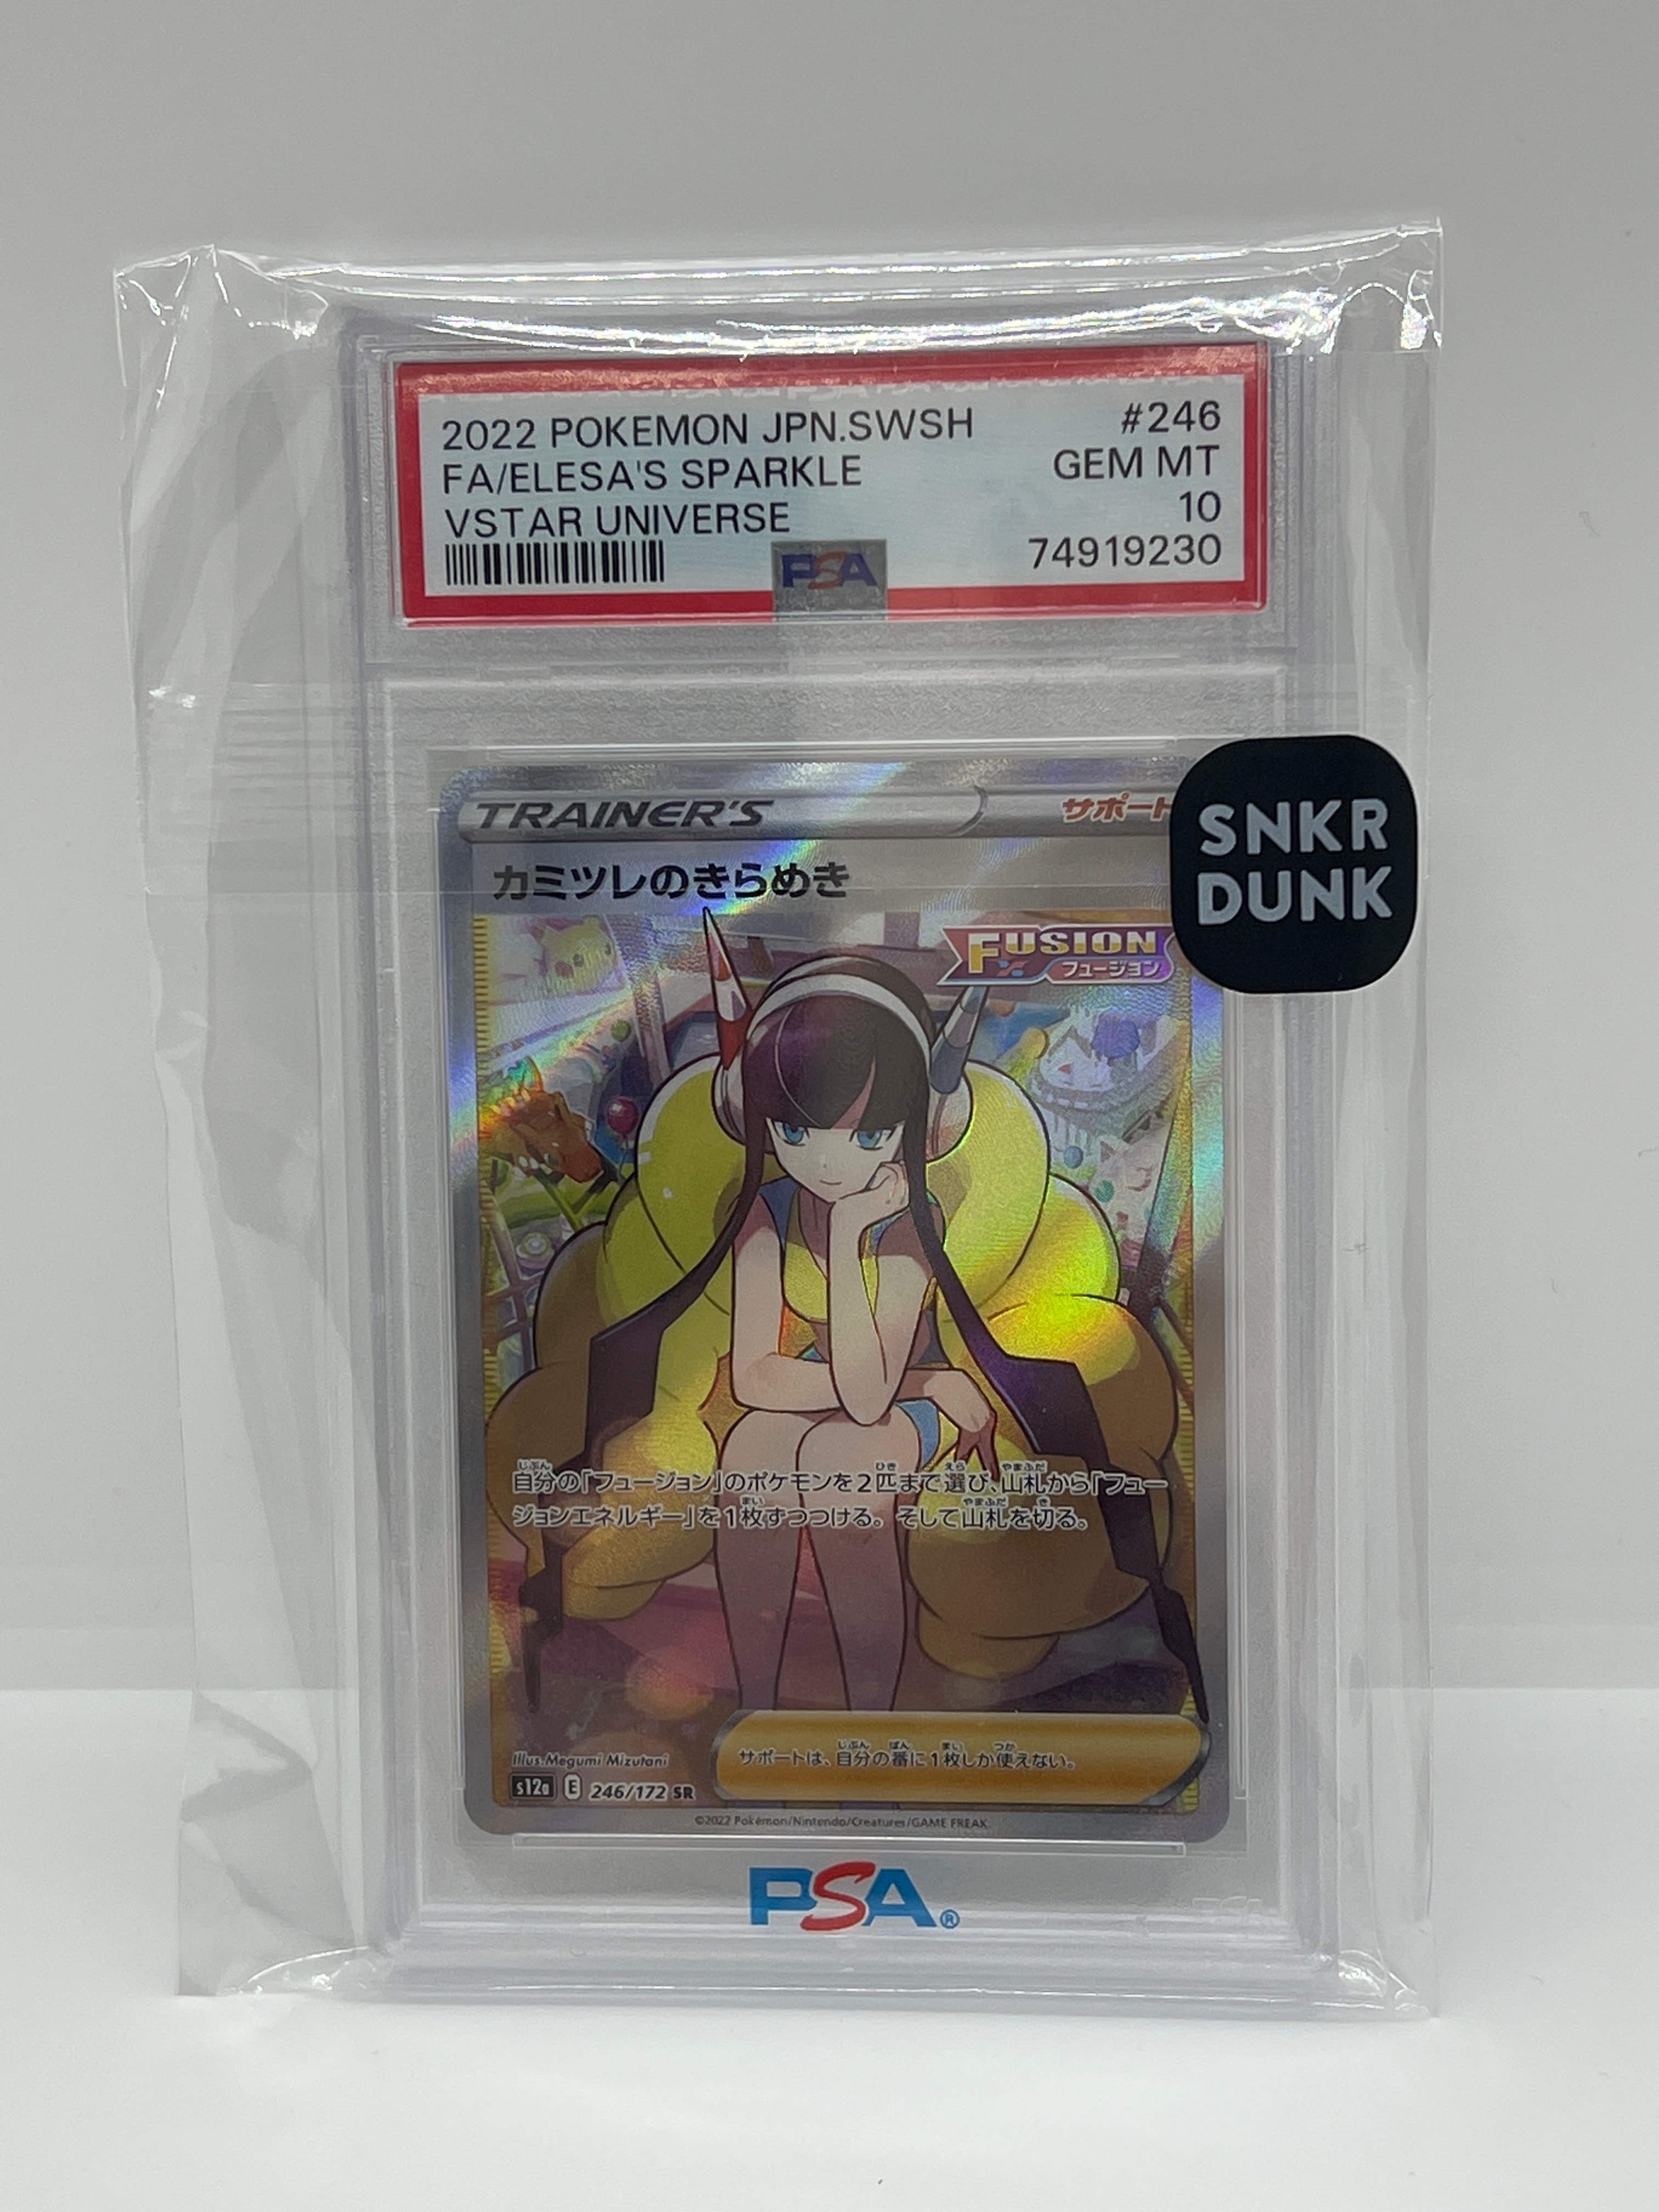 2022 POKEMON JPN.SWSH #246
FA/ELESA'S SPARKLE GEM MT
VSTAR UNIVERSE 10
74919230
PSA
TRAINER'S サポート
SNKR
DUNK
カミツレのきらめき
FUSION
フュージョン
自分の「フュージョン」のポケモンを2匹まで選び、山札から「フュー
ジョンエネルギー」を1枚ずつつける。そして山札を切る。
サポートは、自分の番に1枚しか使えない。
Illus.Megumi Mizutani
s12a E 246/172 SR
©2022 Pokémon/Nintendo/Creatures/GAME FREAK.
PSA®